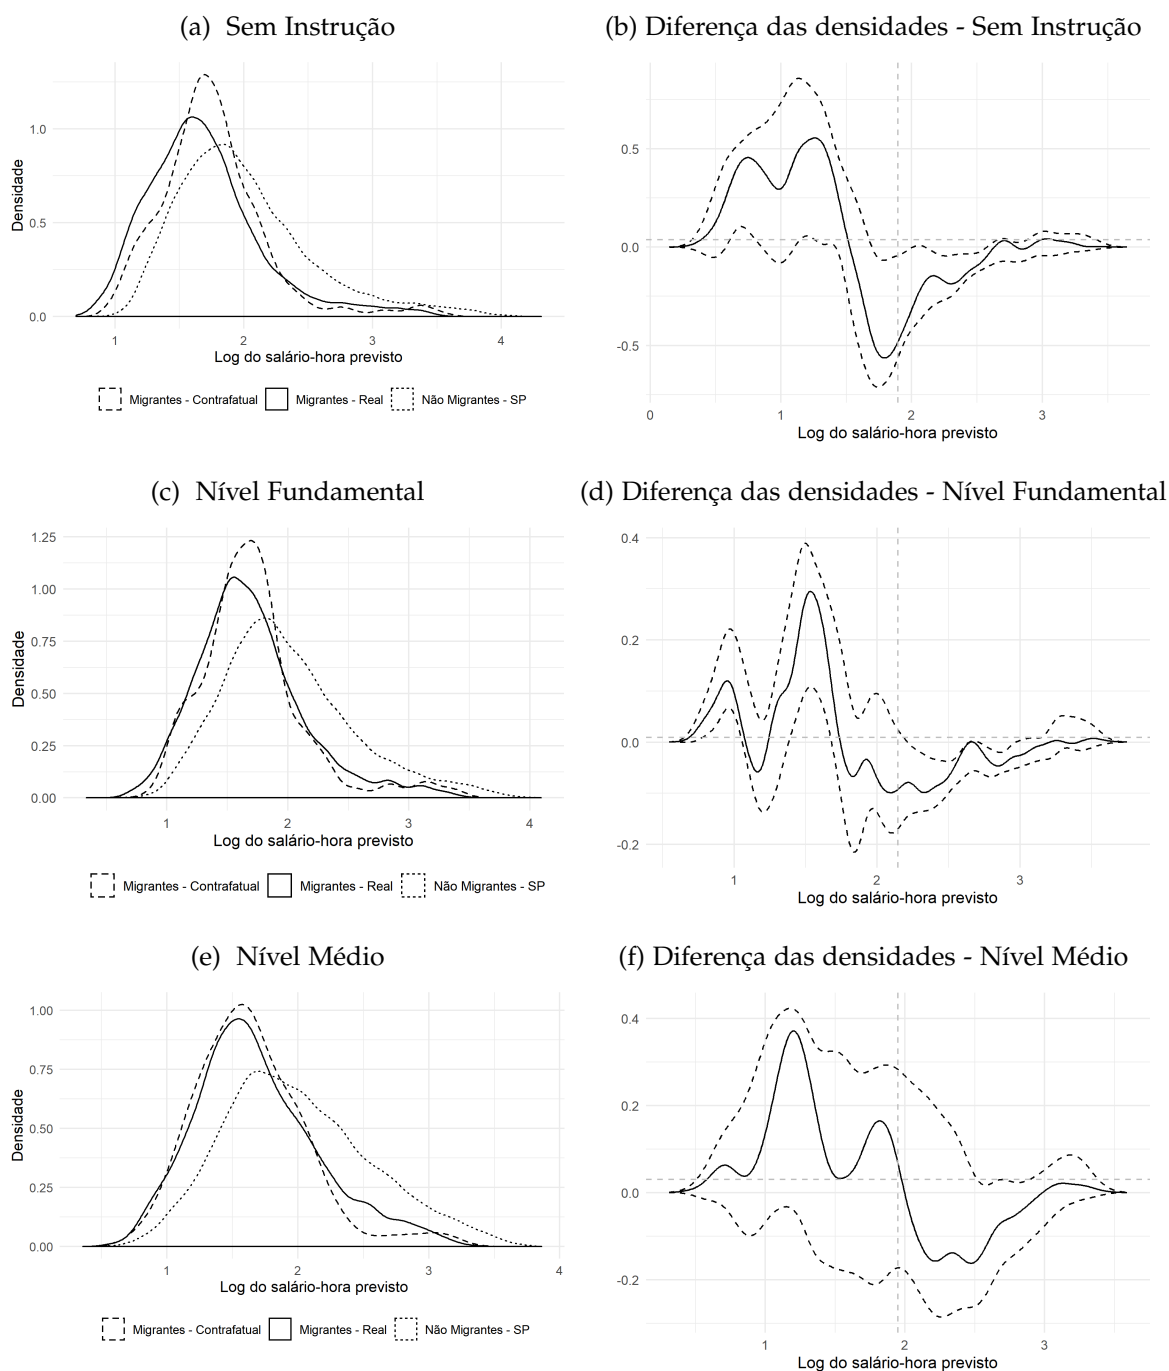 (a) Sem Instrução
(b) Diferença das densidades - Sem Instrução
Densidade
1.0
0.5
0.0
1 2 3 4
Log do salário-hora previsto
Migrantes - Contrafatual Migrantes - Real Não Migrantes - SP
0.5
0.0
-0.5
0 1 2 3
Log do salário-hora previsto
(c) Nível Fundamental
(d) Diferença das densidades - Nível Fundamental
Densidade
1.25
1.00
0.75
0.50
0.25
0.00
1 2 3 4
Log do salário-hora previsto
Migrantes - Contrafatual Migrantes - Real Não Migrantes - SP
0.4
0.2
0.0
-0.2
1 2 3
Log do salário-hora previsto
(e) Nível Médio
(f) Diferença das densidades - Nível Médio
Densidade
1.00
0.75
0.50
0.25
0.00
1 2 3 4
Log do salário-hora previsto
Migrantes - Contrafatual Migrantes - Real Não Migrantes - SP
0.4
0.2
0.0
-0.2
1 2 3
Log do salário-hora previsto